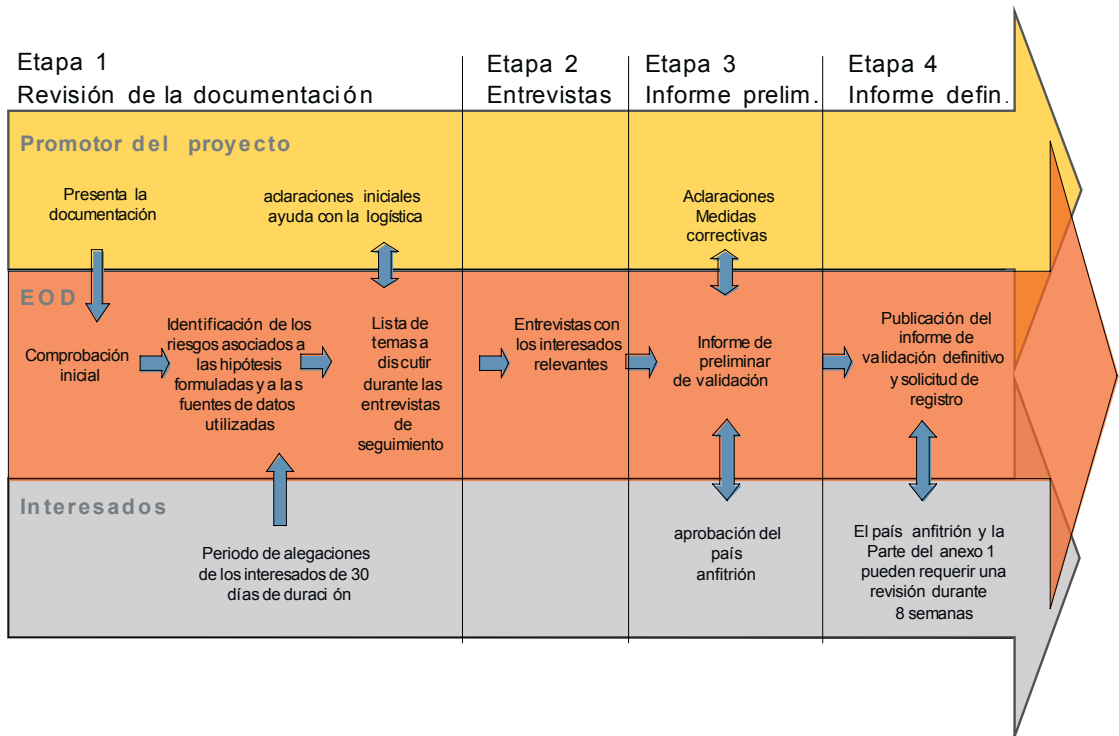 Etapa 1
Revisión de la documentación
Etapa 2
Entrevistas
Etapa 3
Informe prelim.
Etapa 4
Informe defin.
Promotor del proyecto
Presenta la
documentación
aclaraciones iniciales
ayuda con la logística
Aclaraciones
Medidas
correctivas
EOD
Comprobación
inicial
Identificación de los
riesgos asociados a
las hipótesis
formuladas y a las
fuentes de datos
utilizadas
Lista de
temas a
discutir
durante las
entrevistas
de
seguimiento
Entrevistas con
los interesados
relevantes
Informe de
preliminar
de validación
Publicación del
informe de
validación definitivo
y solicitud de
registro
Interesados
Periodo de alegaciones
de los interesados de 30
días de duración
aprobación del
país
anfitrión
El país anfitrión y la
Parte del anexo 1
pueden requerir una
revisión durante
8 semanas